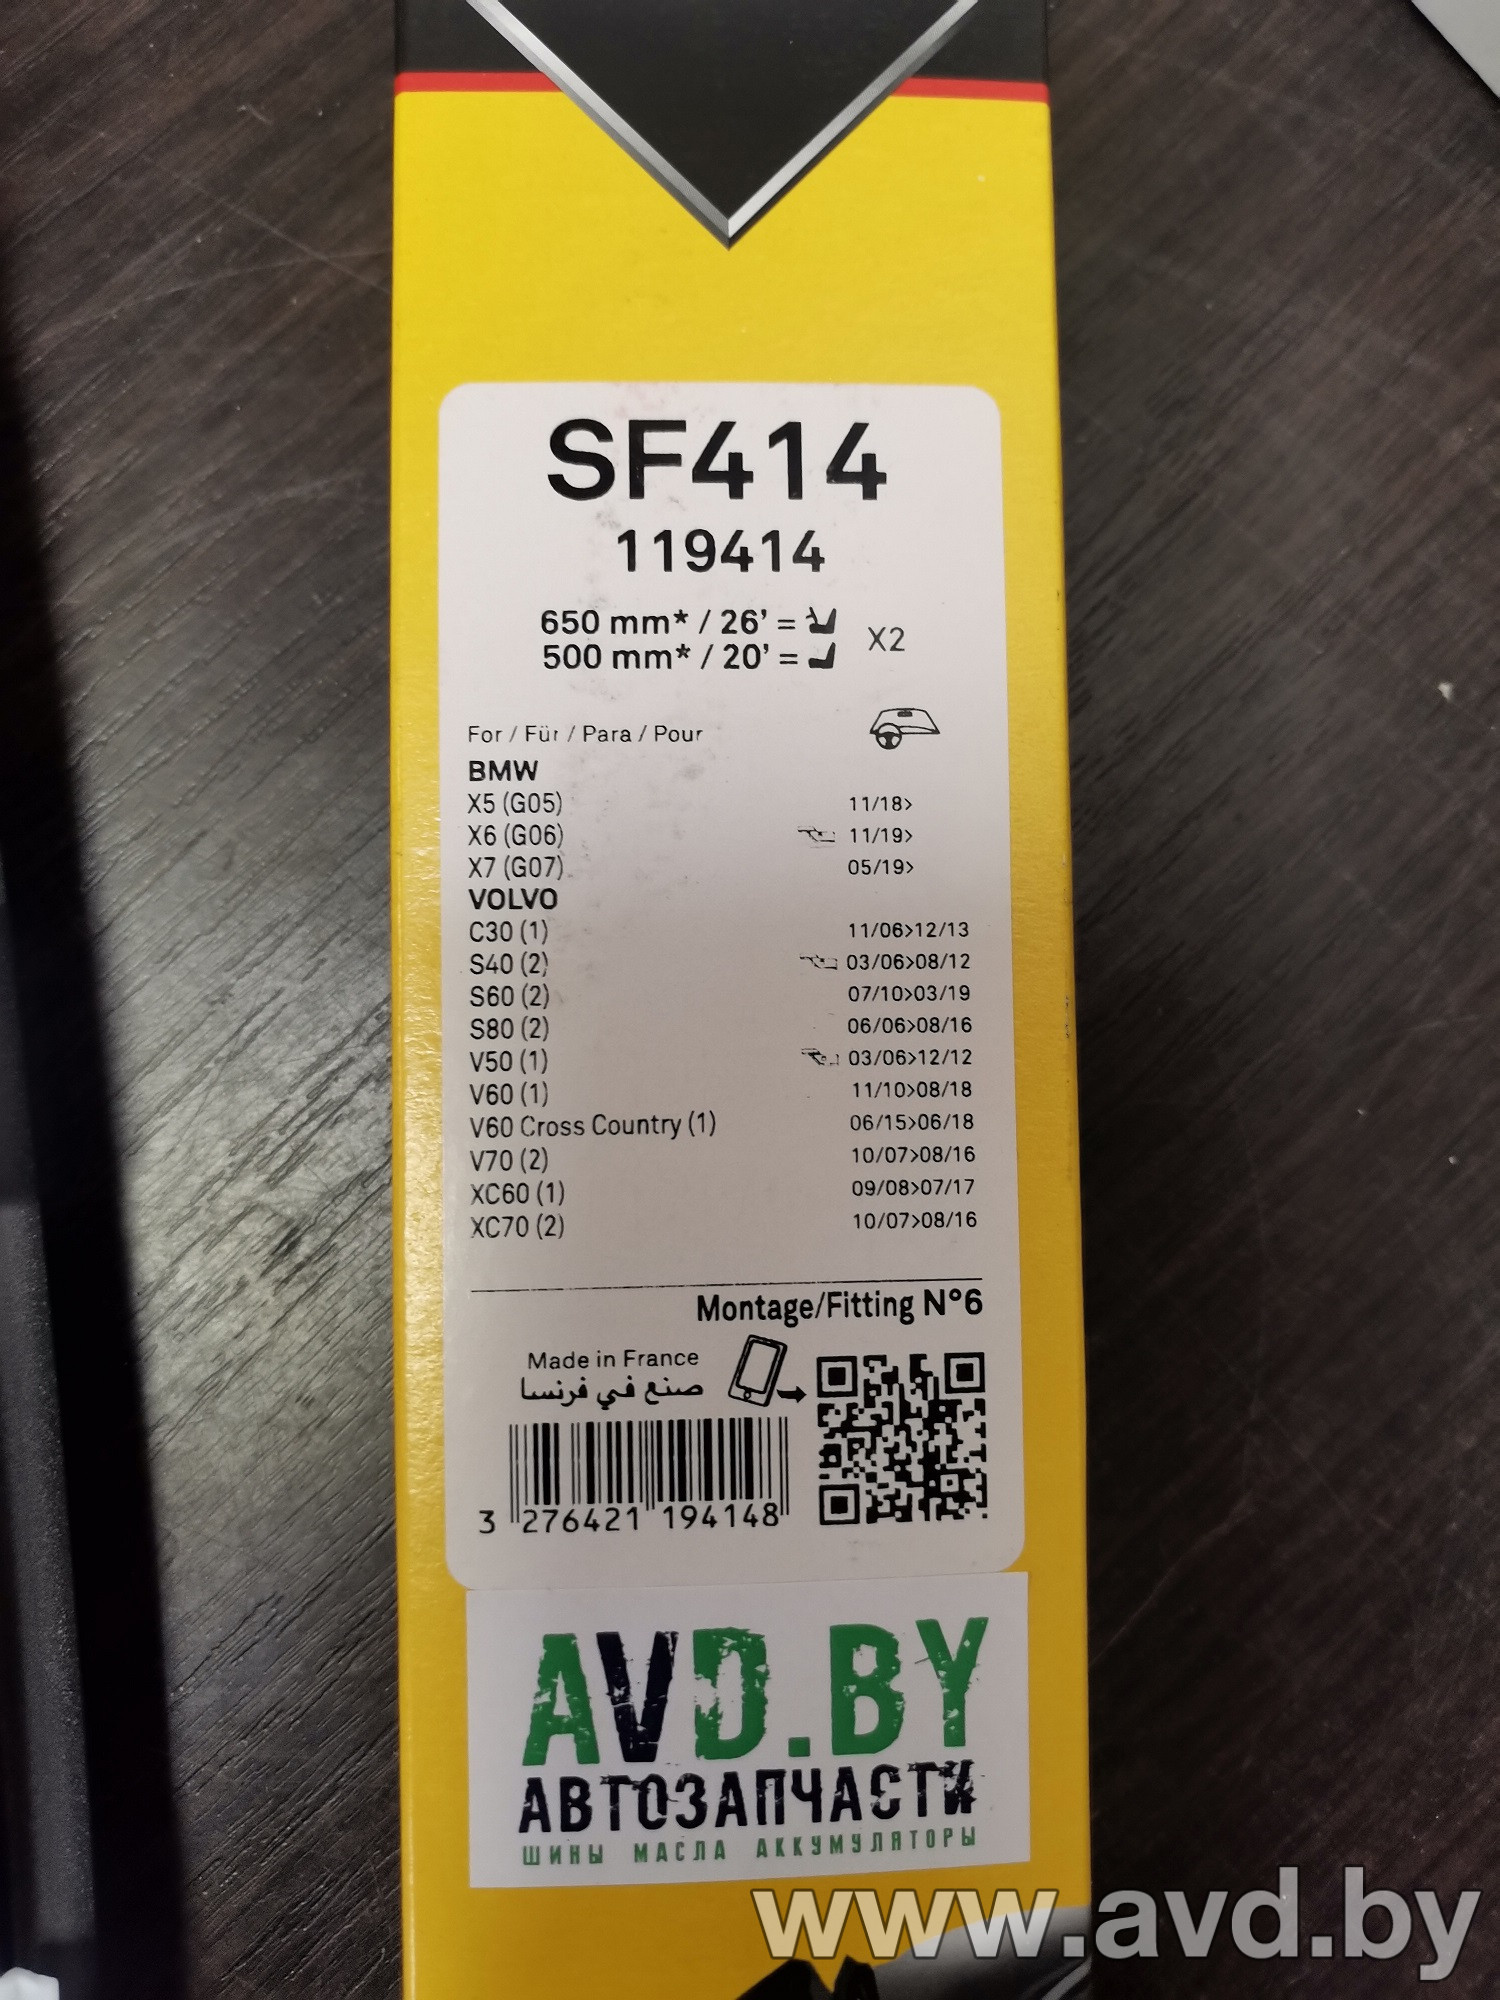 SF414
119414
650 mm* / 26' =
500 mm* / 20' =
X2
For / Für / Para / Pour
BMW
X5 (G05) 11/18>
X6 (G06) 11/19>
X7 (G07) 05/19>
VOLVO
C30 (1) 11/06>12/13
S40 (2) 03/06>08/12
S60 (2) 07/10>03/19
S80 (2) 06/06>08/16
V50 (1) 03/06>12/12
V60 (1) 11/10>08/18
V60 Cross Country (1) 06/15>06/18
V70 (2) 10/07>08/16
XC60 (1) 09/08>07/17
XC70 (2) 10/07>08/16
Montage/Fitting N°6
Made in France
صنع في فرنسا
3 276421 194148
AVD.BY
АВТОЗАПЧАСТИ
ШИНЫ МАСЛА АККУМУЛЯТОРЫ
www.avd.by